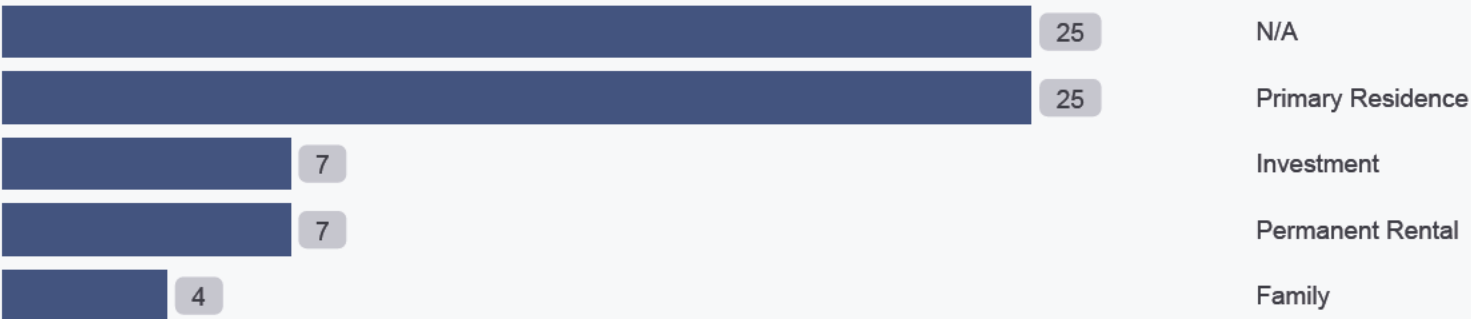 25 N/A
25 Primary Residence
7 Investment
7 Permanent Rental
4 Family